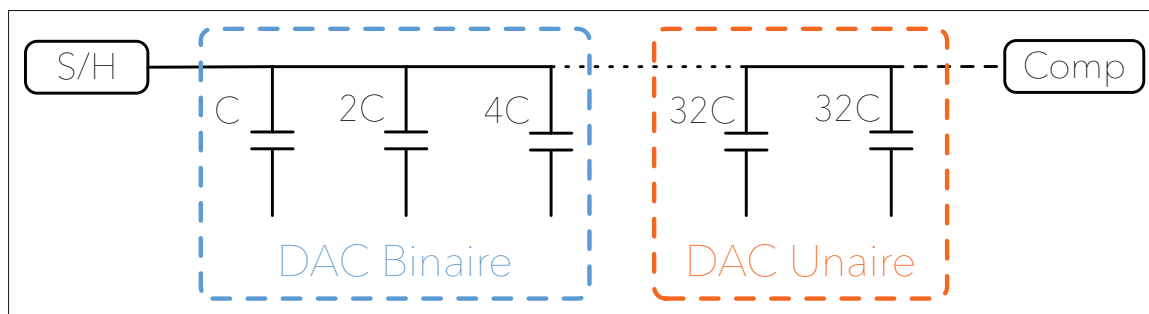 S/H
Comp
C
2C
4C
32C
32C
DAC Binaire
DAC Unaire